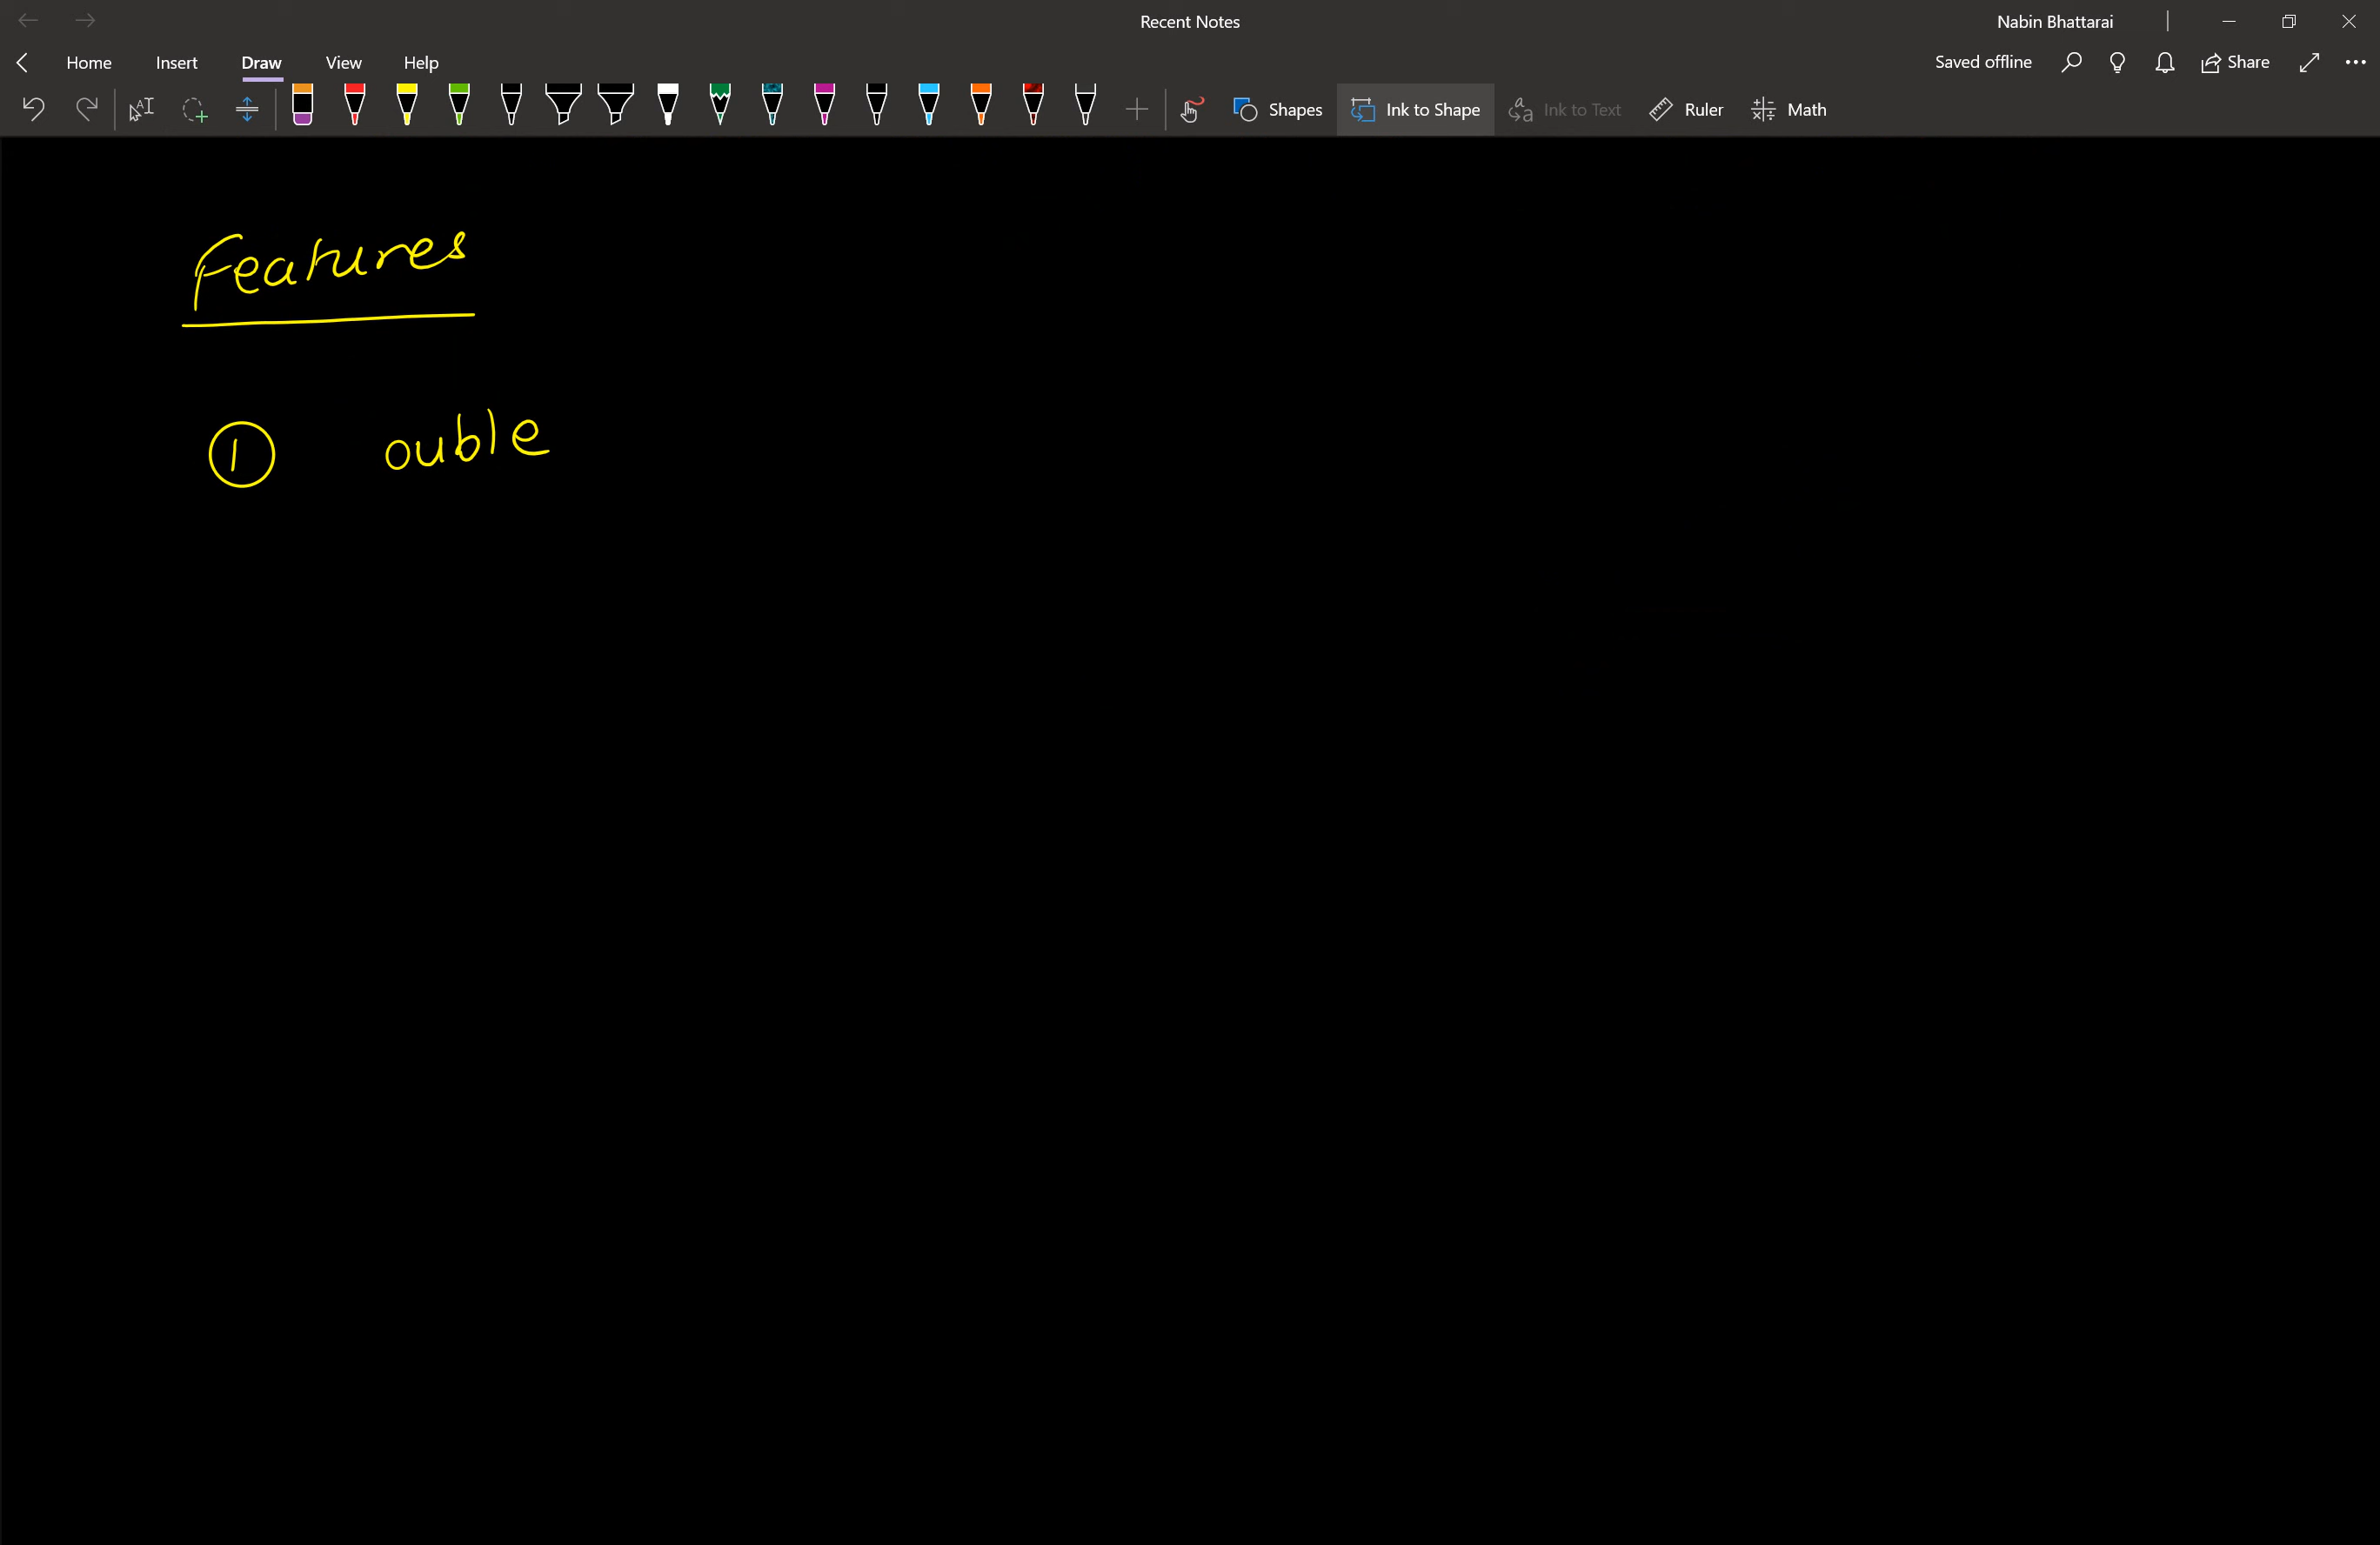 Recent Notes
Nabin Bhattarai
Home Insert Draw View Help
Saved offline
Share
Shapes
Ink to Shape
Ink to Text
Ruler
Math
Features
1 ouble